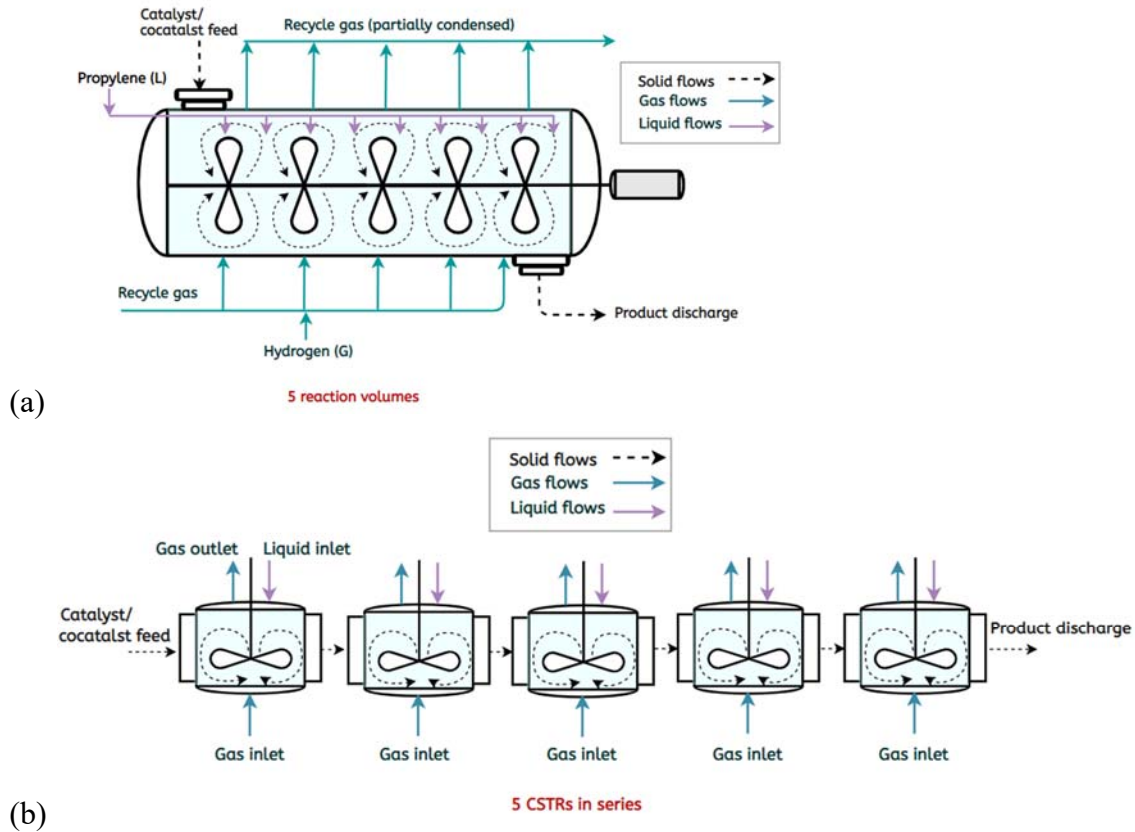 Catalyst/
cocatalst feed
Recycle gas (partially condensed)
Propylene (L)
Solid flows
Gas flows
Liquid flows
Recycle gas
Product discharge
Hydrogen (G)
5 reaction volumes
(a)
Solid flows
Gas flows
Liquid flows
Gas outlet
Liquid inlet
Catalyst/
cocatalst feed
Product discharge
Gas inlet
Gas inlet
Gas inlet
Gas inlet
Gas inlet
5 CSTRs in series
(b)